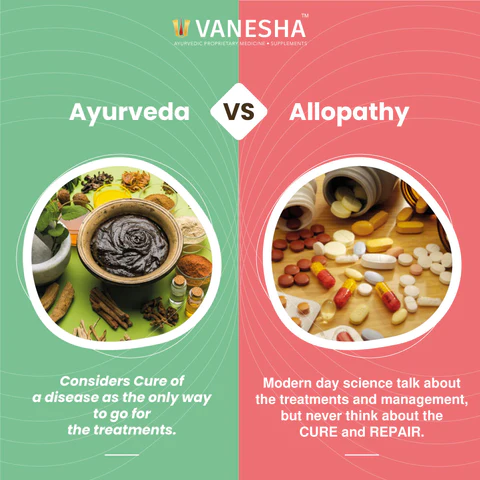 VANESHA™
AYURVEDIC PROPRIETARY MEDICINE • SUPPLEMENTS
Ayurveda VS Allopathy
Considers Cure of
a disease as the only way
to go for
the treatments.
Modern day science talk about
the treatments and management,
but never think about the
CURE and REPAIR.